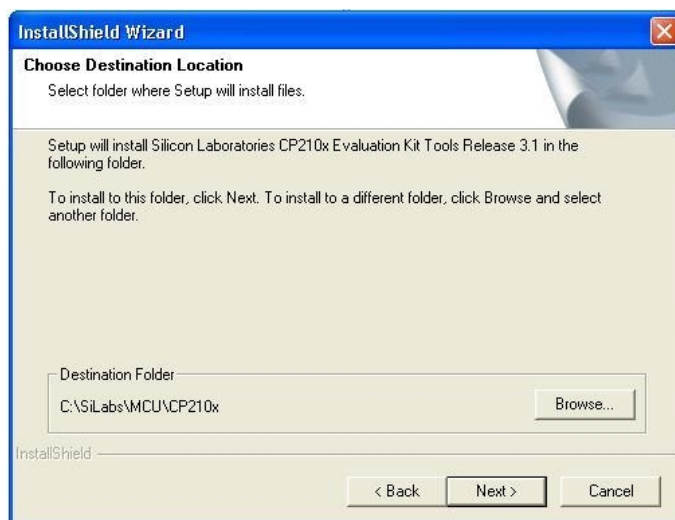 InstallShield Wizard
Choose Destination Location
Select folder where Setup will install files.
Setup will install Silicon Laboratories CP210x Evaluation Kit Tools Release 3.1 in the
following folder.
To install to this folder, click Next. To install to a different folder, click Browse and select
another folder.
Destination Folder
C:\SiLabs\MCU\CP210x
Browse...
InstallShield
< Back
Next >
Cancel